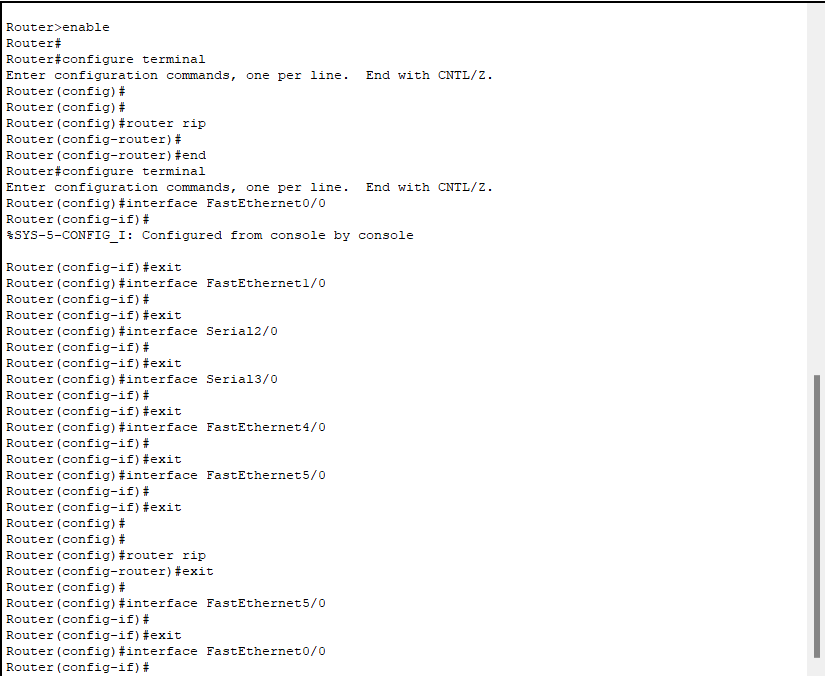 Router>enable
Router#
Router#configure terminal
Enter configuration commands, one per line.  End with CNTL/Z.
Router(config)#
Router(config)#
Router(config)#router rip
Router(config-router)#
Router(config-router)#end
Router#configure terminal
Enter configuration commands, one per line.  End with CNTL/Z.
Router(config)#interface FastEthernet0/0
Router(config-if)#
%SYS-5-CONFIG_I: Configured from console by console

Router(config-if)#exit
Router(config)#interface FastEthernet1/0
Router(config-if)#
Router(config-if)#exit
Router(config)#interface Serial2/0
Router(config-if)#
Router(config-if)#exit
Router(config)#interface Serial3/0
Router(config-if)#
Router(config-if)#exit
Router(config)#interface FastEthernet4/0
Router(config-if)#
Router(config-if)#exit
Router(config)#interface FastEthernet5/0
Router(config-if)#
Router(config-if)#exit
Router(config)#
Router(config)#
Router(config)#router rip
Router(config-router)#exit
Router(config)#
Router(config)#interface FastEthernet5/0
Router(config-if)#
Router(config-if)#exit
Router(config)#interface FastEthernet0/0
Router(config-if)#